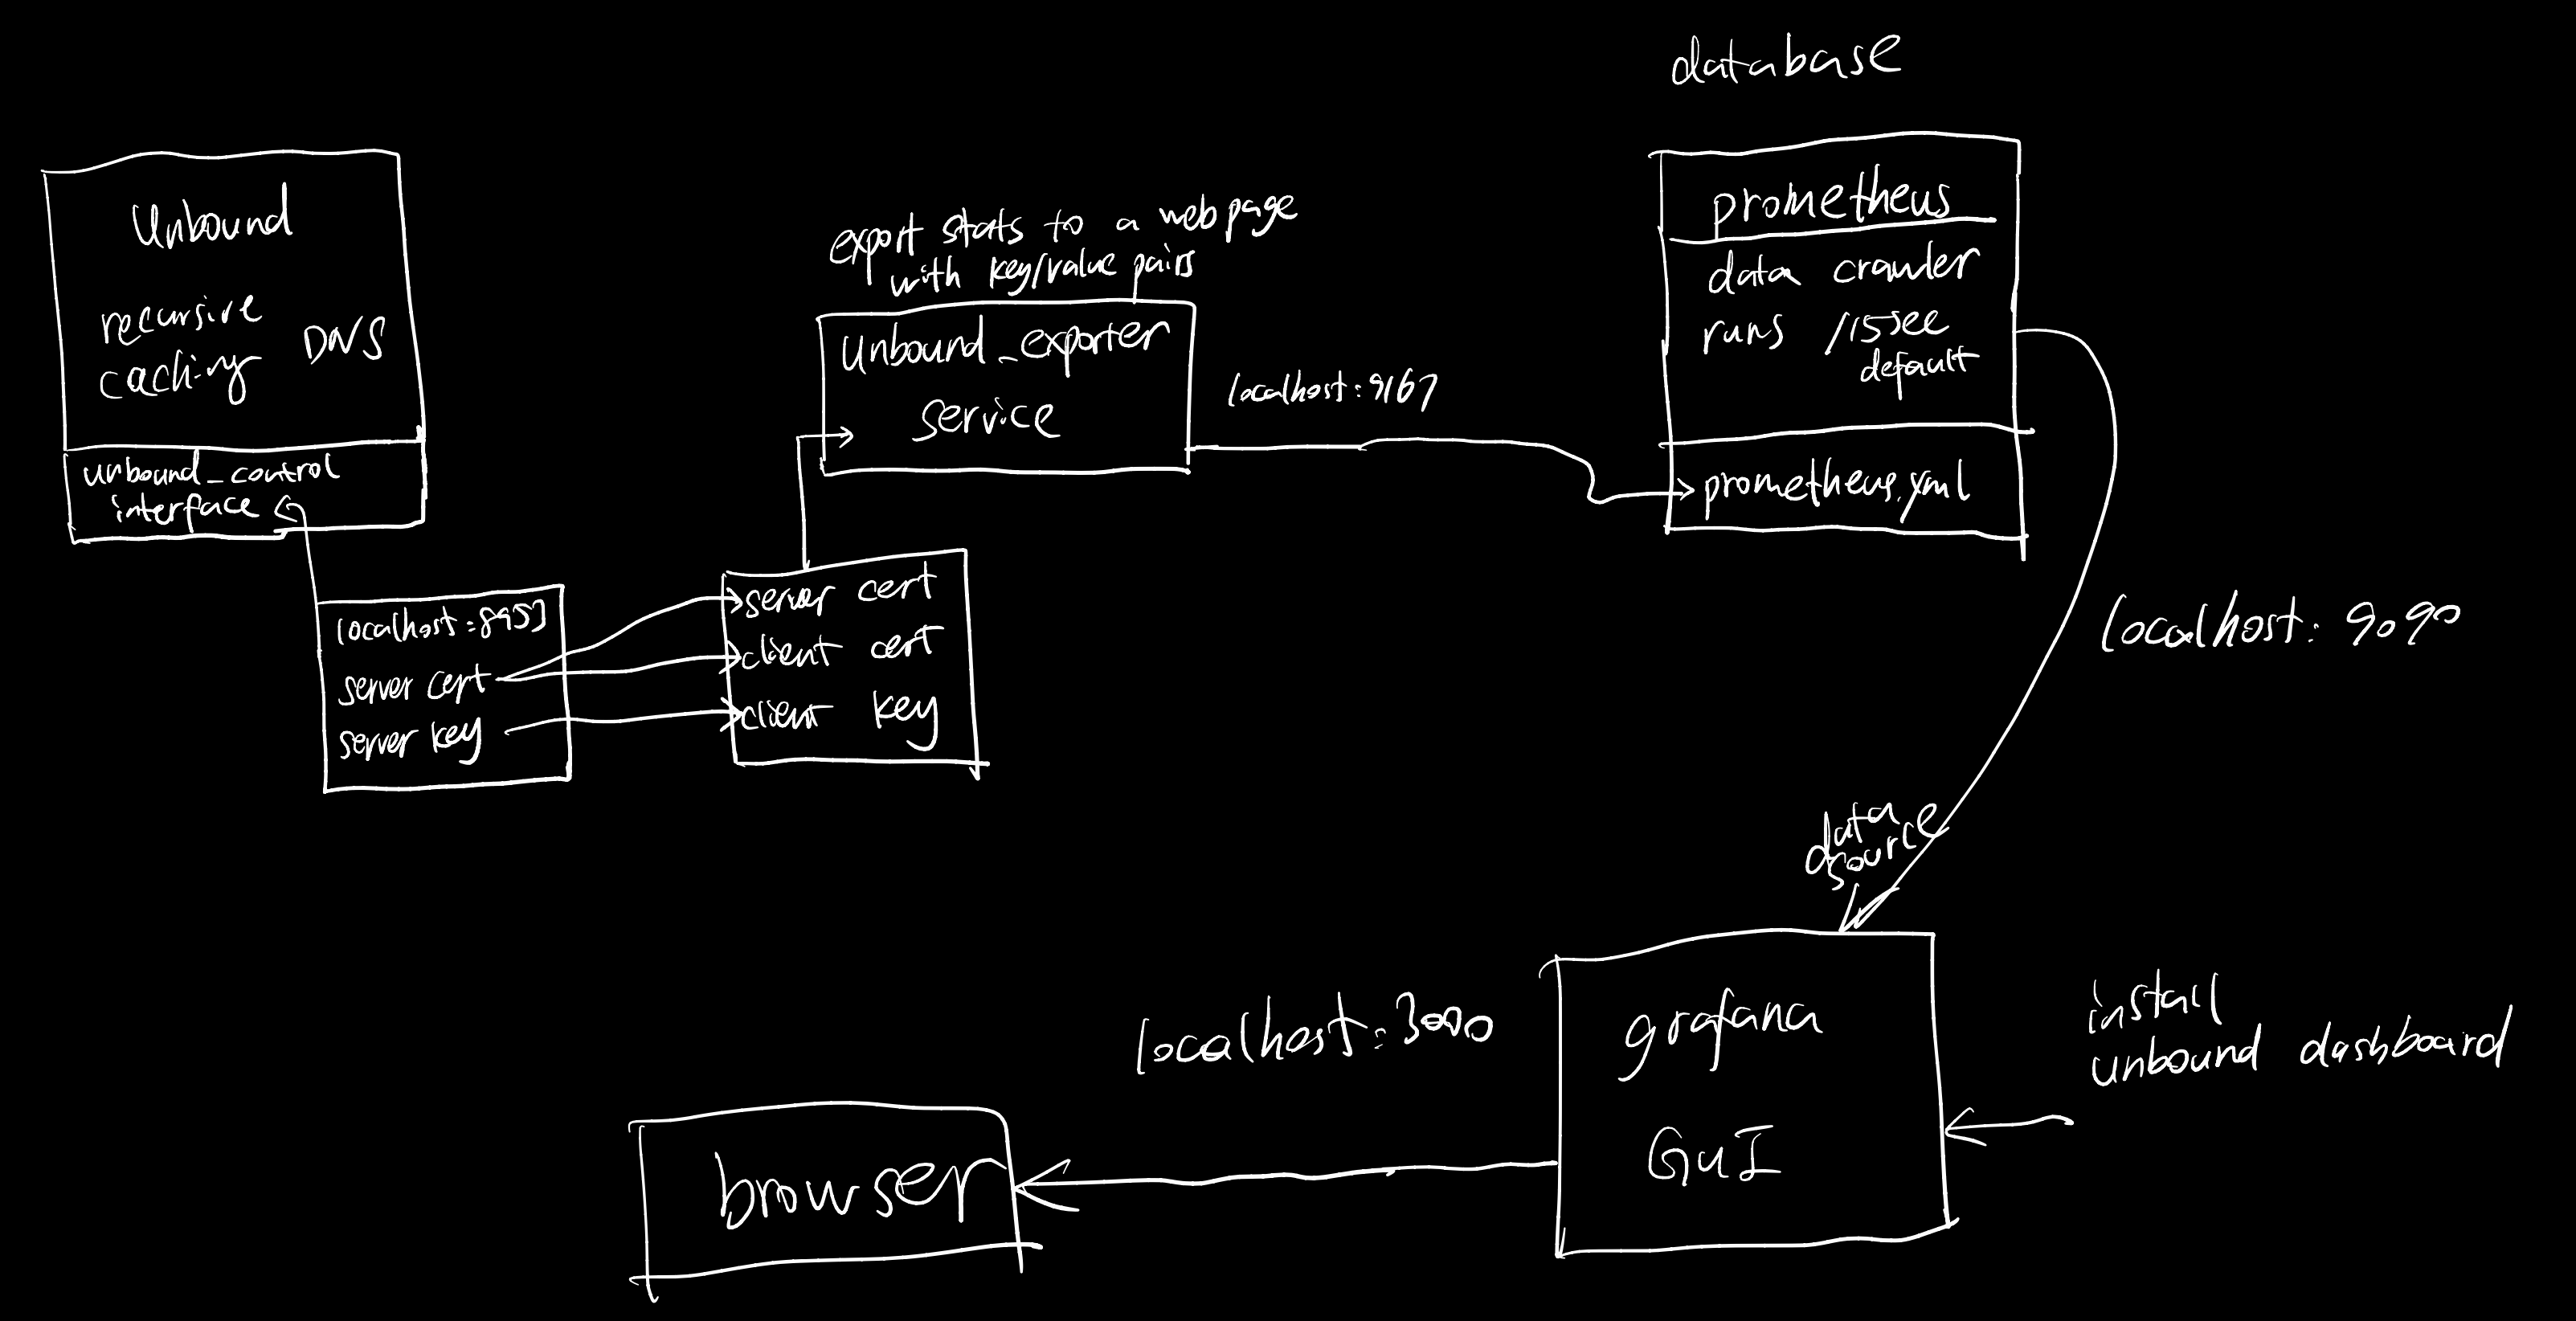 database
Unbound
recursive
caching DNS
unbound_control
interface
localhost:8953
server cert
server key
server cert
client cert
client key
export stats to a webpage
with key/value pairs
unbound_exporter
service
localhost:9167
prometheus
data crawler
runs /15sec
default
prometheus.yml
localhost:9090
data
source
grafana
GUI
install
unbound dashboard
localhost:3000
browser